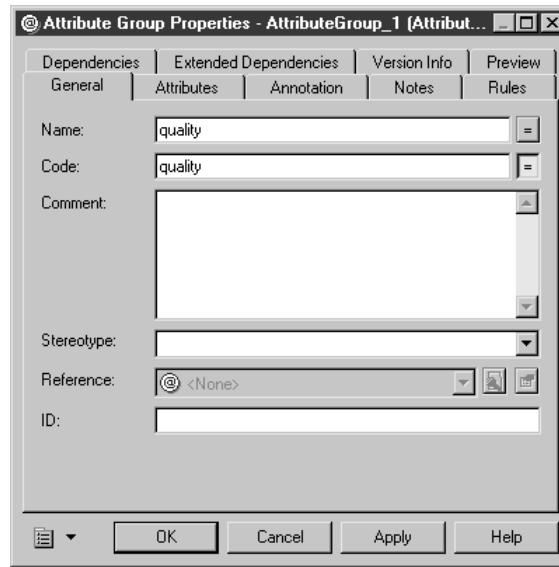 @ Attribute Group Properties - AttributeGroup_1 (Attribut...
Dependencies Extended Dependencies Version Info Preview
General Attributes Annotation Notes Rules
Name: quality =
Code: quality =
Comment:
Stereotype:
Reference: @ <None>
ID:
OK Cancel Apply Help